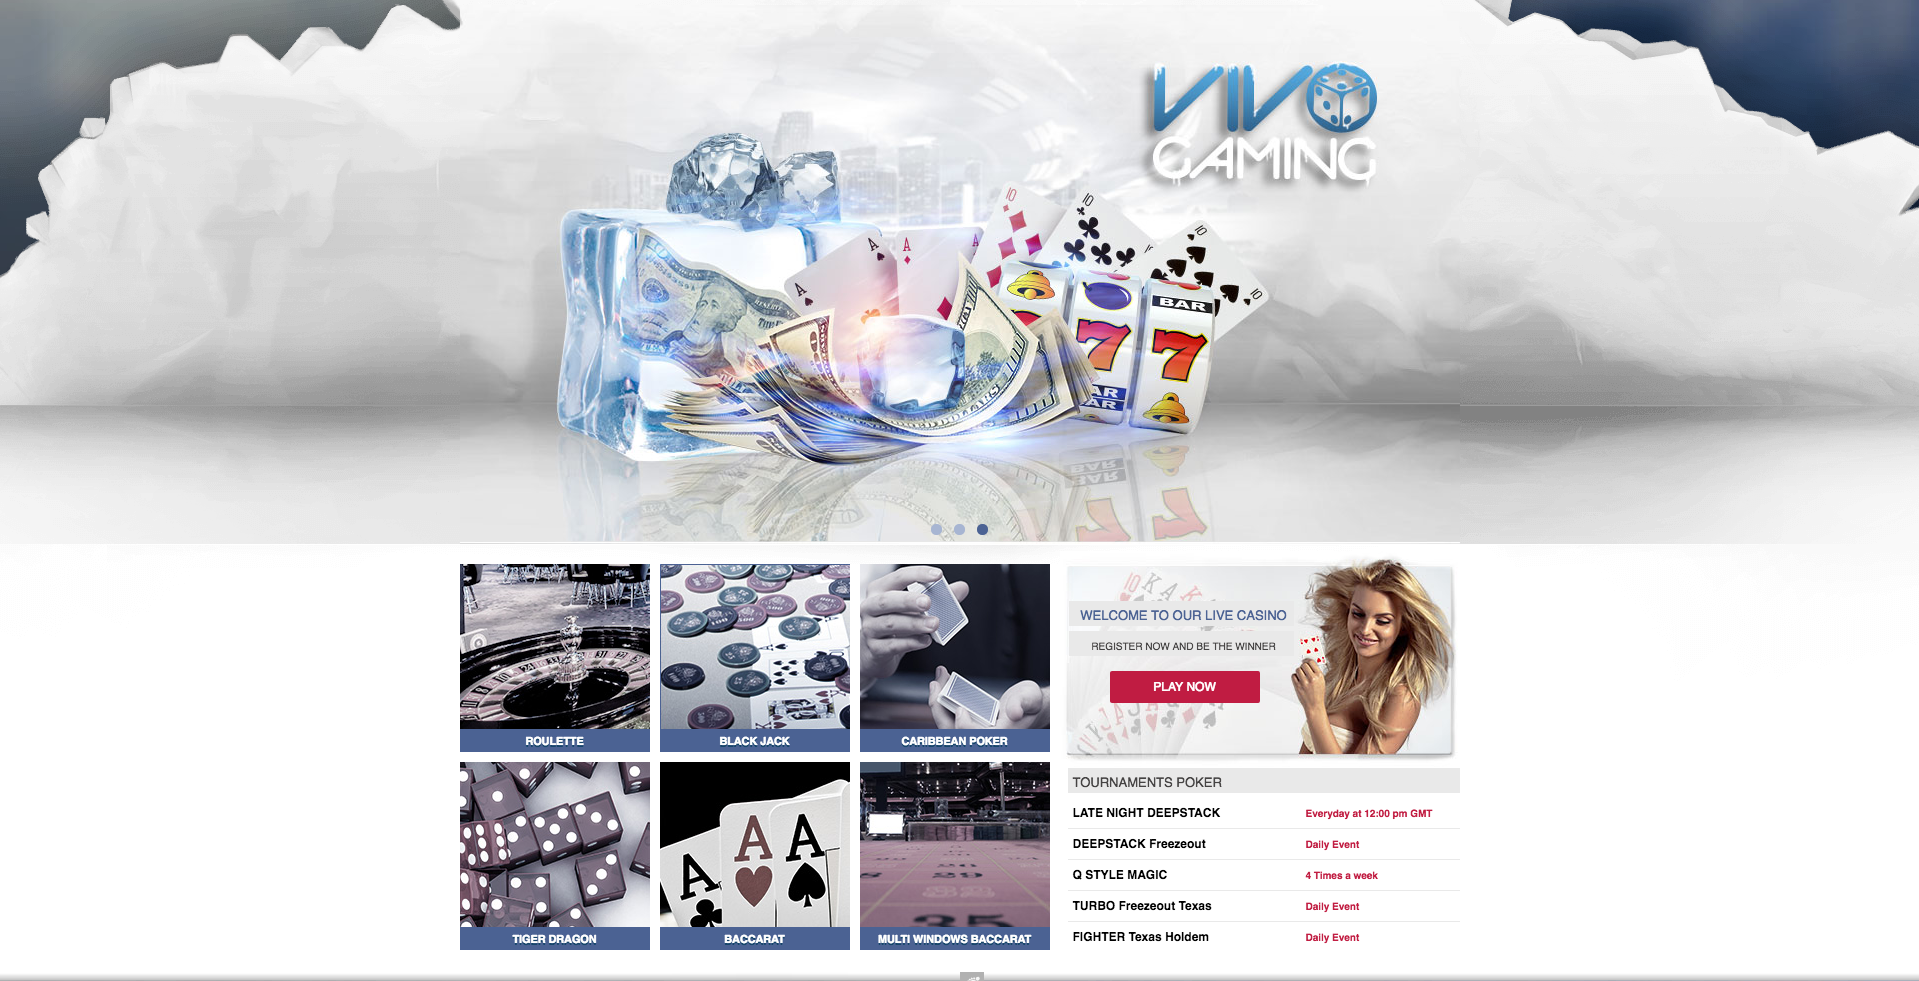 VIVO
GAMING
ROULETTE
BLACK JACK
CARIBBEAN POKER
TIGER DRAGON
BACCARAT
MULTI WINDOWS BACCARAT
WELCOME TO OUR LIVE CASINO
REGISTER NOW AND BE THE WINNER
PLAY NOW
TOURNAMENTS POKER
LATE NIGHT DEEPSTACK Everyday at 12:00 pm GMT
DEEPSTACK Freezeout Daily Event
Q STYLE MAGIC 4 Times a week
TURBO Freezeout Texas Daily Event
FIGHTER Texas Holdem Daily Event